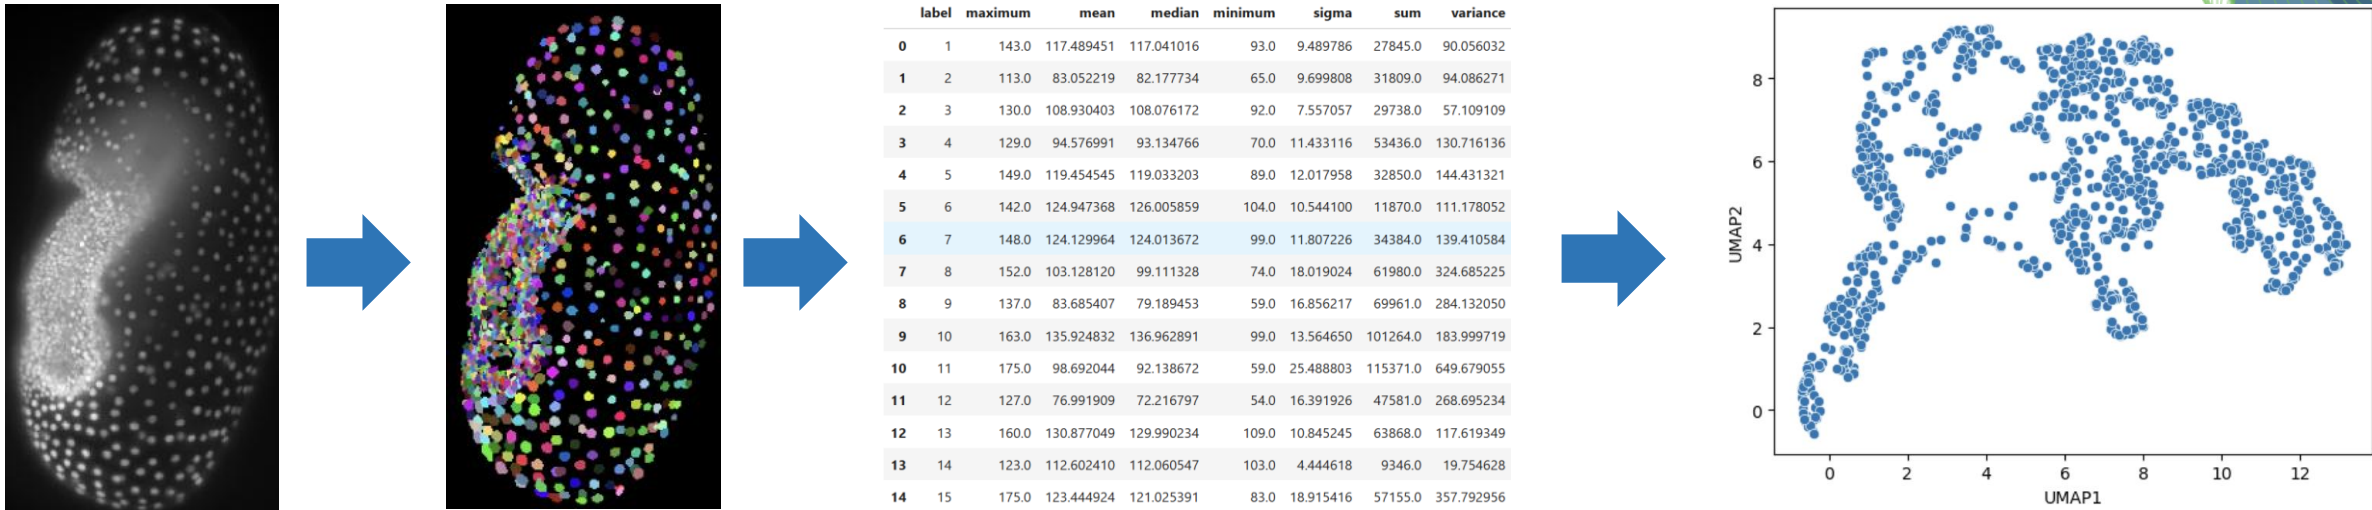 label maximum mean median minimum sigma sum variance
0 1 143.0 117.489451 117.041016 93.0 9.489786 27845.0 90.056032
1 2 113.0 83.052219 82.177734 65.0 9.699808 31809.0 94.086271
2 3 130.0 108.930403 108.076172 92.0 7.557057 29738.0 57.109109
3 4 129.0 94.576991 93.134766 70.0 11.433116 53436.0 130.716136
4 5 149.0 119.454545 119.033203 89.0 12.017958 32850.0 144.431321
5 6 142.0 124.947368 126.005859 104.0 10.544100 11870.0 111.178052
6 7 148.0 124.129964 124.013672 99.0 11.807226 34384.0 139.410584
7 8 152.0 103.128120 99.111328 74.0 18.019024 61980.0 324.685225
8 9 137.0 83.685407 79.189453 59.0 16.856217 69961.0 284.132050
9 10 163.0 135.924832 136.962891 99.0 13.564650 101264.0 183.999719
10 11 175.0 98.692044 92.138672 59.0 25.488803 115371.0 649.679055
11 12 127.0 76.991909 72.216797 54.0 16.391926 47581.0 268.695234
12 13 160.0 130.877049 129.990234 109.0 10.845245 63868.0 117.619349
13 14 123.0 112.602410 112.060547 103.0 4.444618 9346.0 19.754628
14 15 175.0 123.444924 121.025391 83.0 18.915416 57155.0 357.792956
UMAP2
8
6
4
2
0
0 2 4 6 8 10 12
UMAP1